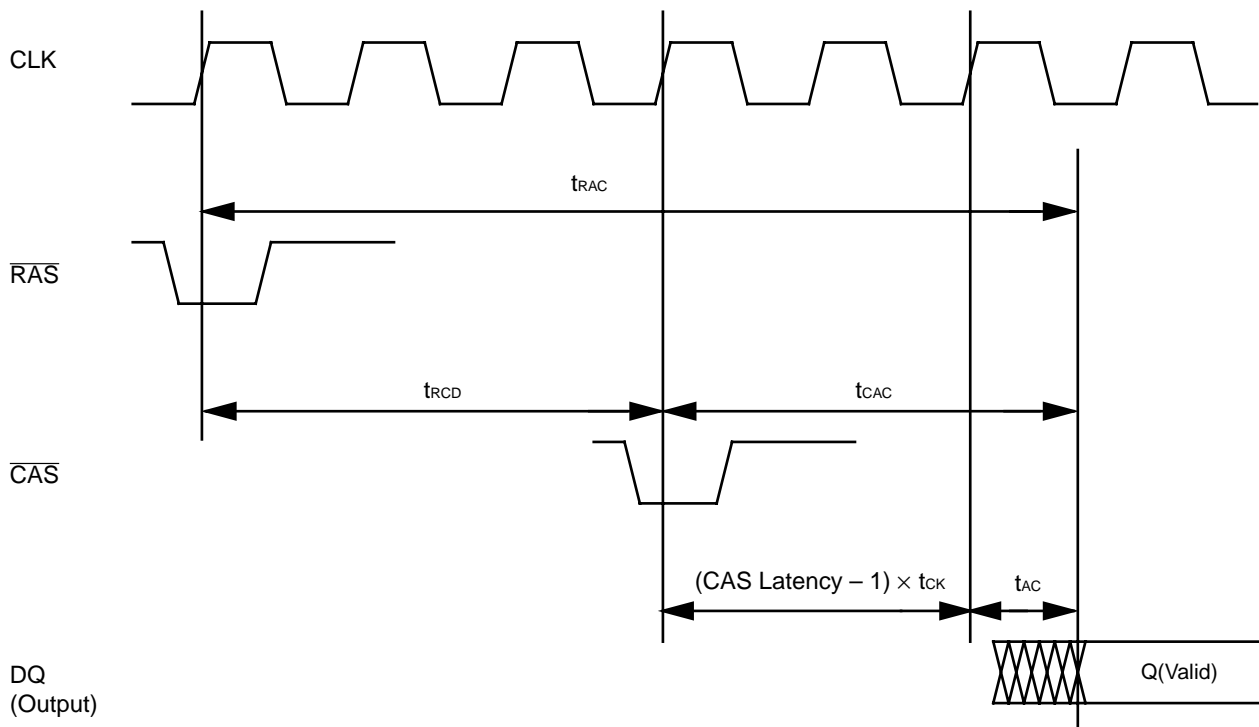 CLK
tRAC
RAS
tRCD
tCAC
CAS
(CAS Latency – 1) × tCK
tAC
DQ
(Output)
Q(Valid)